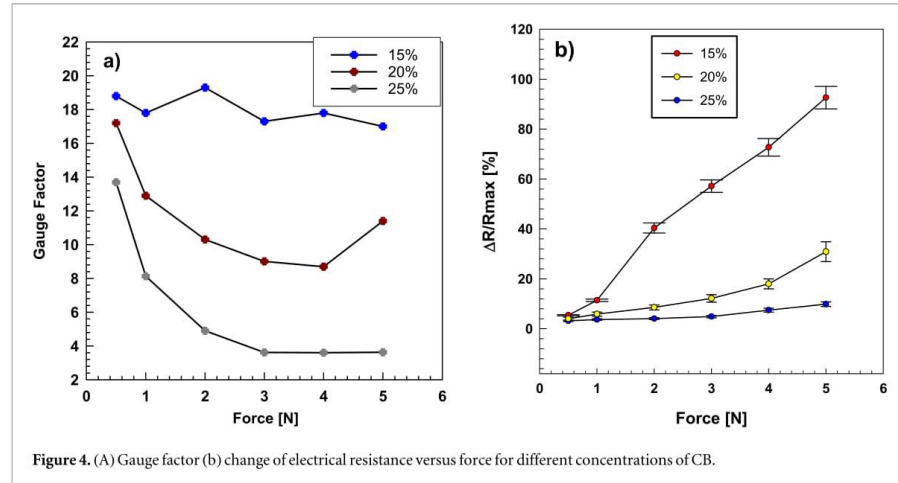 a)
15%
20%
25%
22
20
18
16
14
12
10
8
6
4
2
Gauge Factor
0 1 2 3 4 5 6
Force [N]
b)
15%
20%
25%
120
100
80
60
40
20
0
ΔR/Rmax [%]
0 1 2 3 4 5 6
Force [N]
Figure 4. (A) Gauge factor (b) change of electrical resistance versus force for different concentrations of CB.